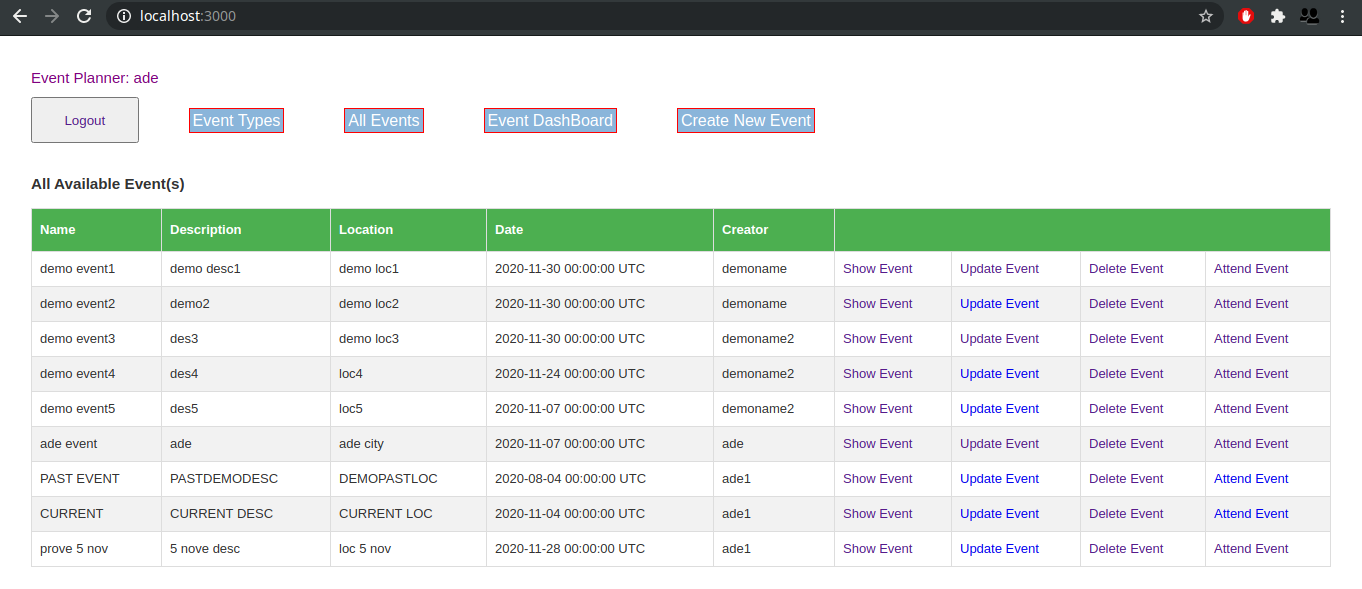 localhost:3000
Event Planner: ade
Logout Event Types All Events Event DashBoard Create New Event
All Available Event(s)
Name Description Location Date Creator
demo event1 demo desc1 demo loc1 2020-11-30 00:00:00 UTC demoname Show Event Update Event Delete Event Attend Event
demo event2 demo2 demo loc2 2020-11-30 00:00:00 UTC demoname Show Event Update Event Delete Event Attend Event
demo event3 des3 demo loc3 2020-11-30 00:00:00 UTC demoname2 Show Event Update Event Delete Event Attend Event
demo event4 des4 loc4 2020-11-24 00:00:00 UTC demoname2 Show Event Update Event Delete Event Attend Event
demo event5 des5 loc5 2020-11-07 00:00:00 UTC demoname2 Show Event Update Event Delete Event Attend Event
ade event ade ade city 2020-11-07 00:00:00 UTC ade Show Event Update Event Delete Event Attend Event
PAST EVENT PASTDEMODESC DEMOPASTLOC 2020-08-04 00:00:00 UTC ade1 Show Event Update Event Delete Event Attend Event
CURRENT CURRENT DESC CURRENT LOC 2020-11-04 00:00:00 UTC ade1 Show Event Update Event Delete Event Attend Event
prove 5 nov 5 nove desc loc 5 nov 2020-11-28 00:00:00 UTC ade1 Show Event Update Event Delete Event Attend Event